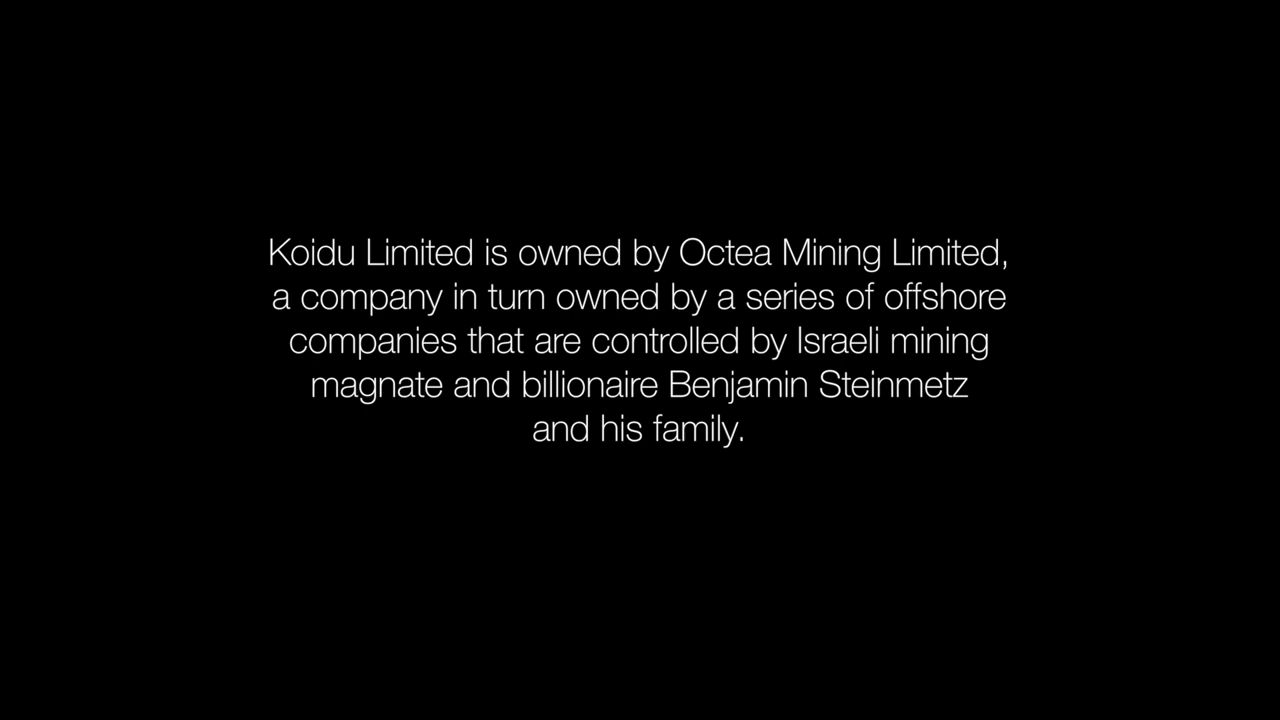 Koidu Limited is owned by Octea Mining Limited,
a company in turn owned by a series of offshore
companies that are controlled by Israeli mining
magnate and billionaire Benjamin Steinmetz
and his family.